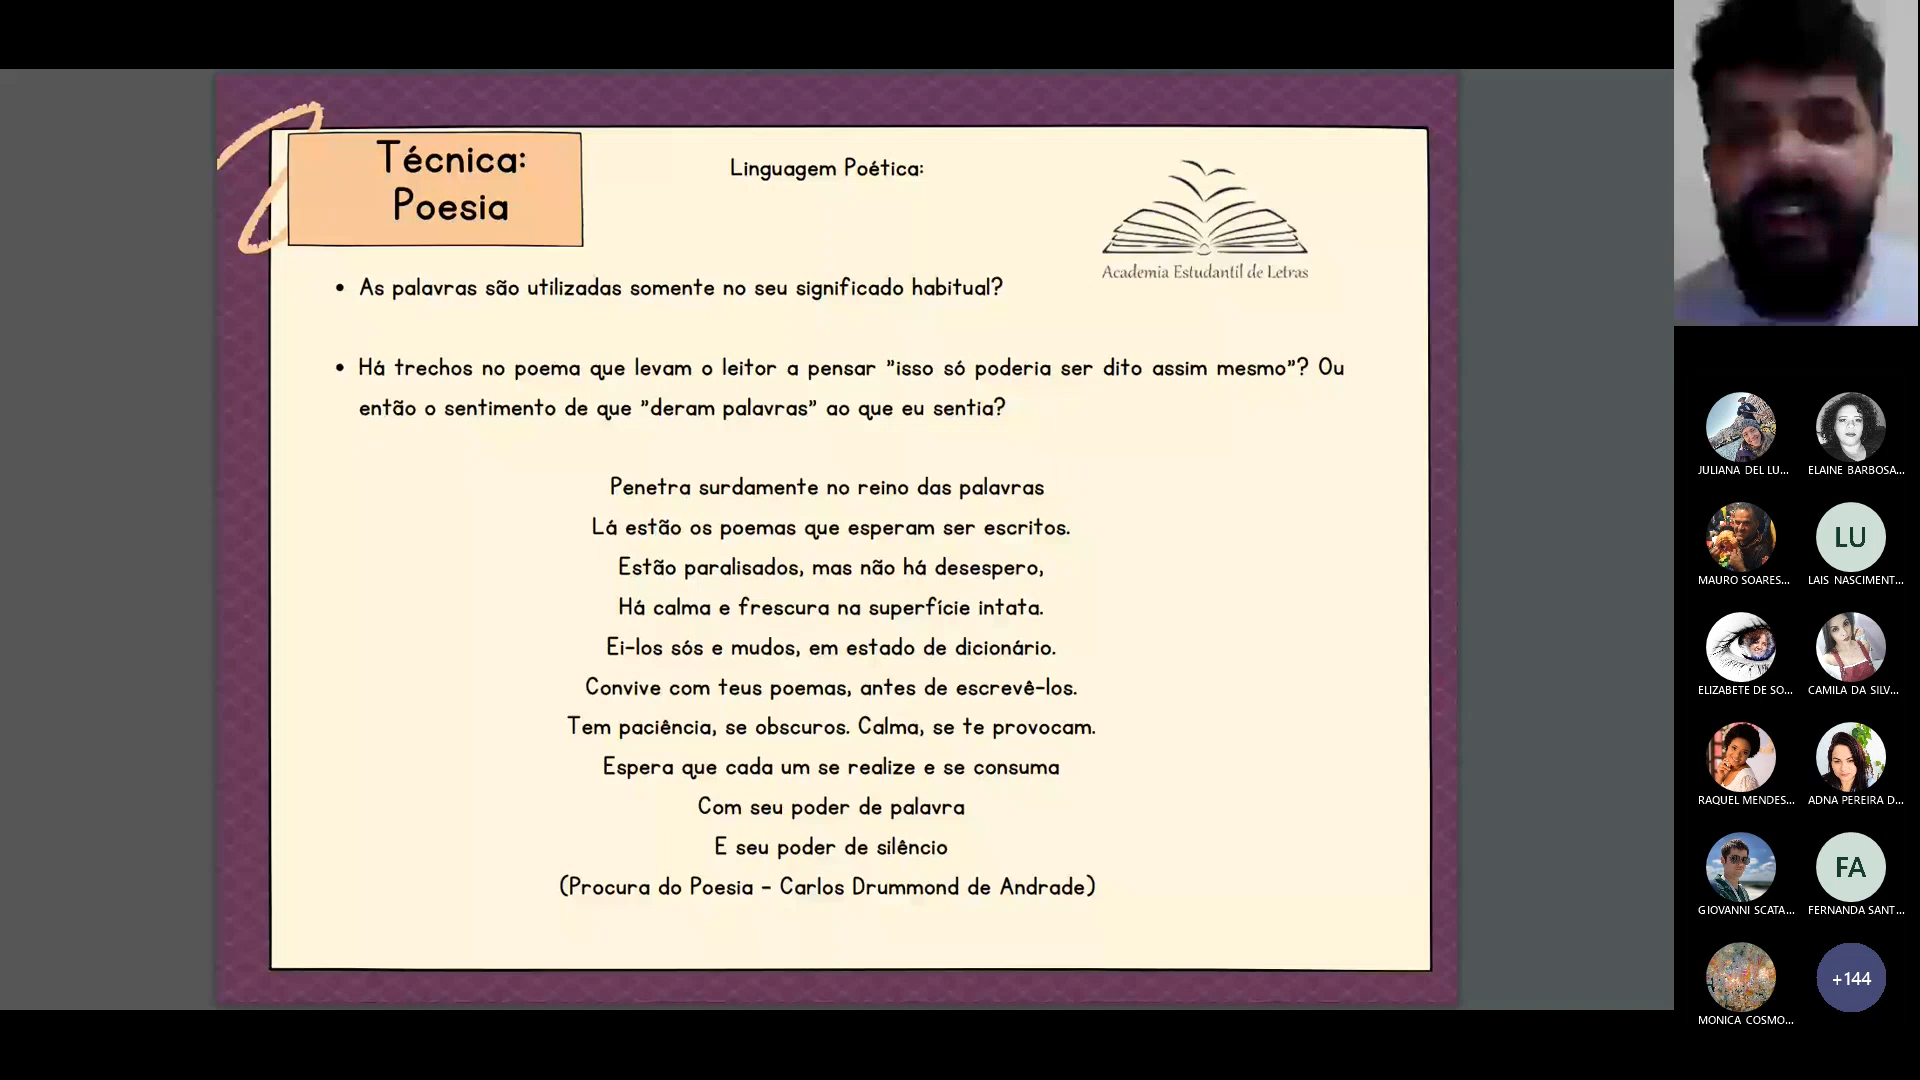 Técnica:
Poesia
Linguagem Poética:
Academia Estudantil de Letras
• As palavras são utilizadas somente no seu significado habitual?
• Há trechos no poema que levam o leitor a pensar "isso só poderia ser dito assim mesmo"? Ou
então o sentimento de que "deram palavras" ao que eu sentia?
Penetra surdamente no reino das palavras
Lá estão os poemas que esperam ser escritos.
Estão paralisados, mas não há desespero,
Há calma e frescura na superfície intata.
Ei-los sós e mudos, em estado de dicionário.
Convive com teus poemas, antes de escrevê-los.
Tem paciência, se obscuros. Calma, se te provocam.
Espera que cada um se realize e se consuma
Com seu poder de palavra
E seu poder de silêncio
(Procura do Poesia - Carlos Drummond de Andrade)
JULIANA DEL LU... ELAINE BARBOSA...
LU
MAURO SOARES... LAIS NASCIMENT...
ELIZABETE DE SO... CAMILA DA SILV...
RAQUEL MENDES... ADNA PEREIRA D...
FA
GIOVANNI SCATA... FERNANDA SANT...
+144
MONICA COSMO...